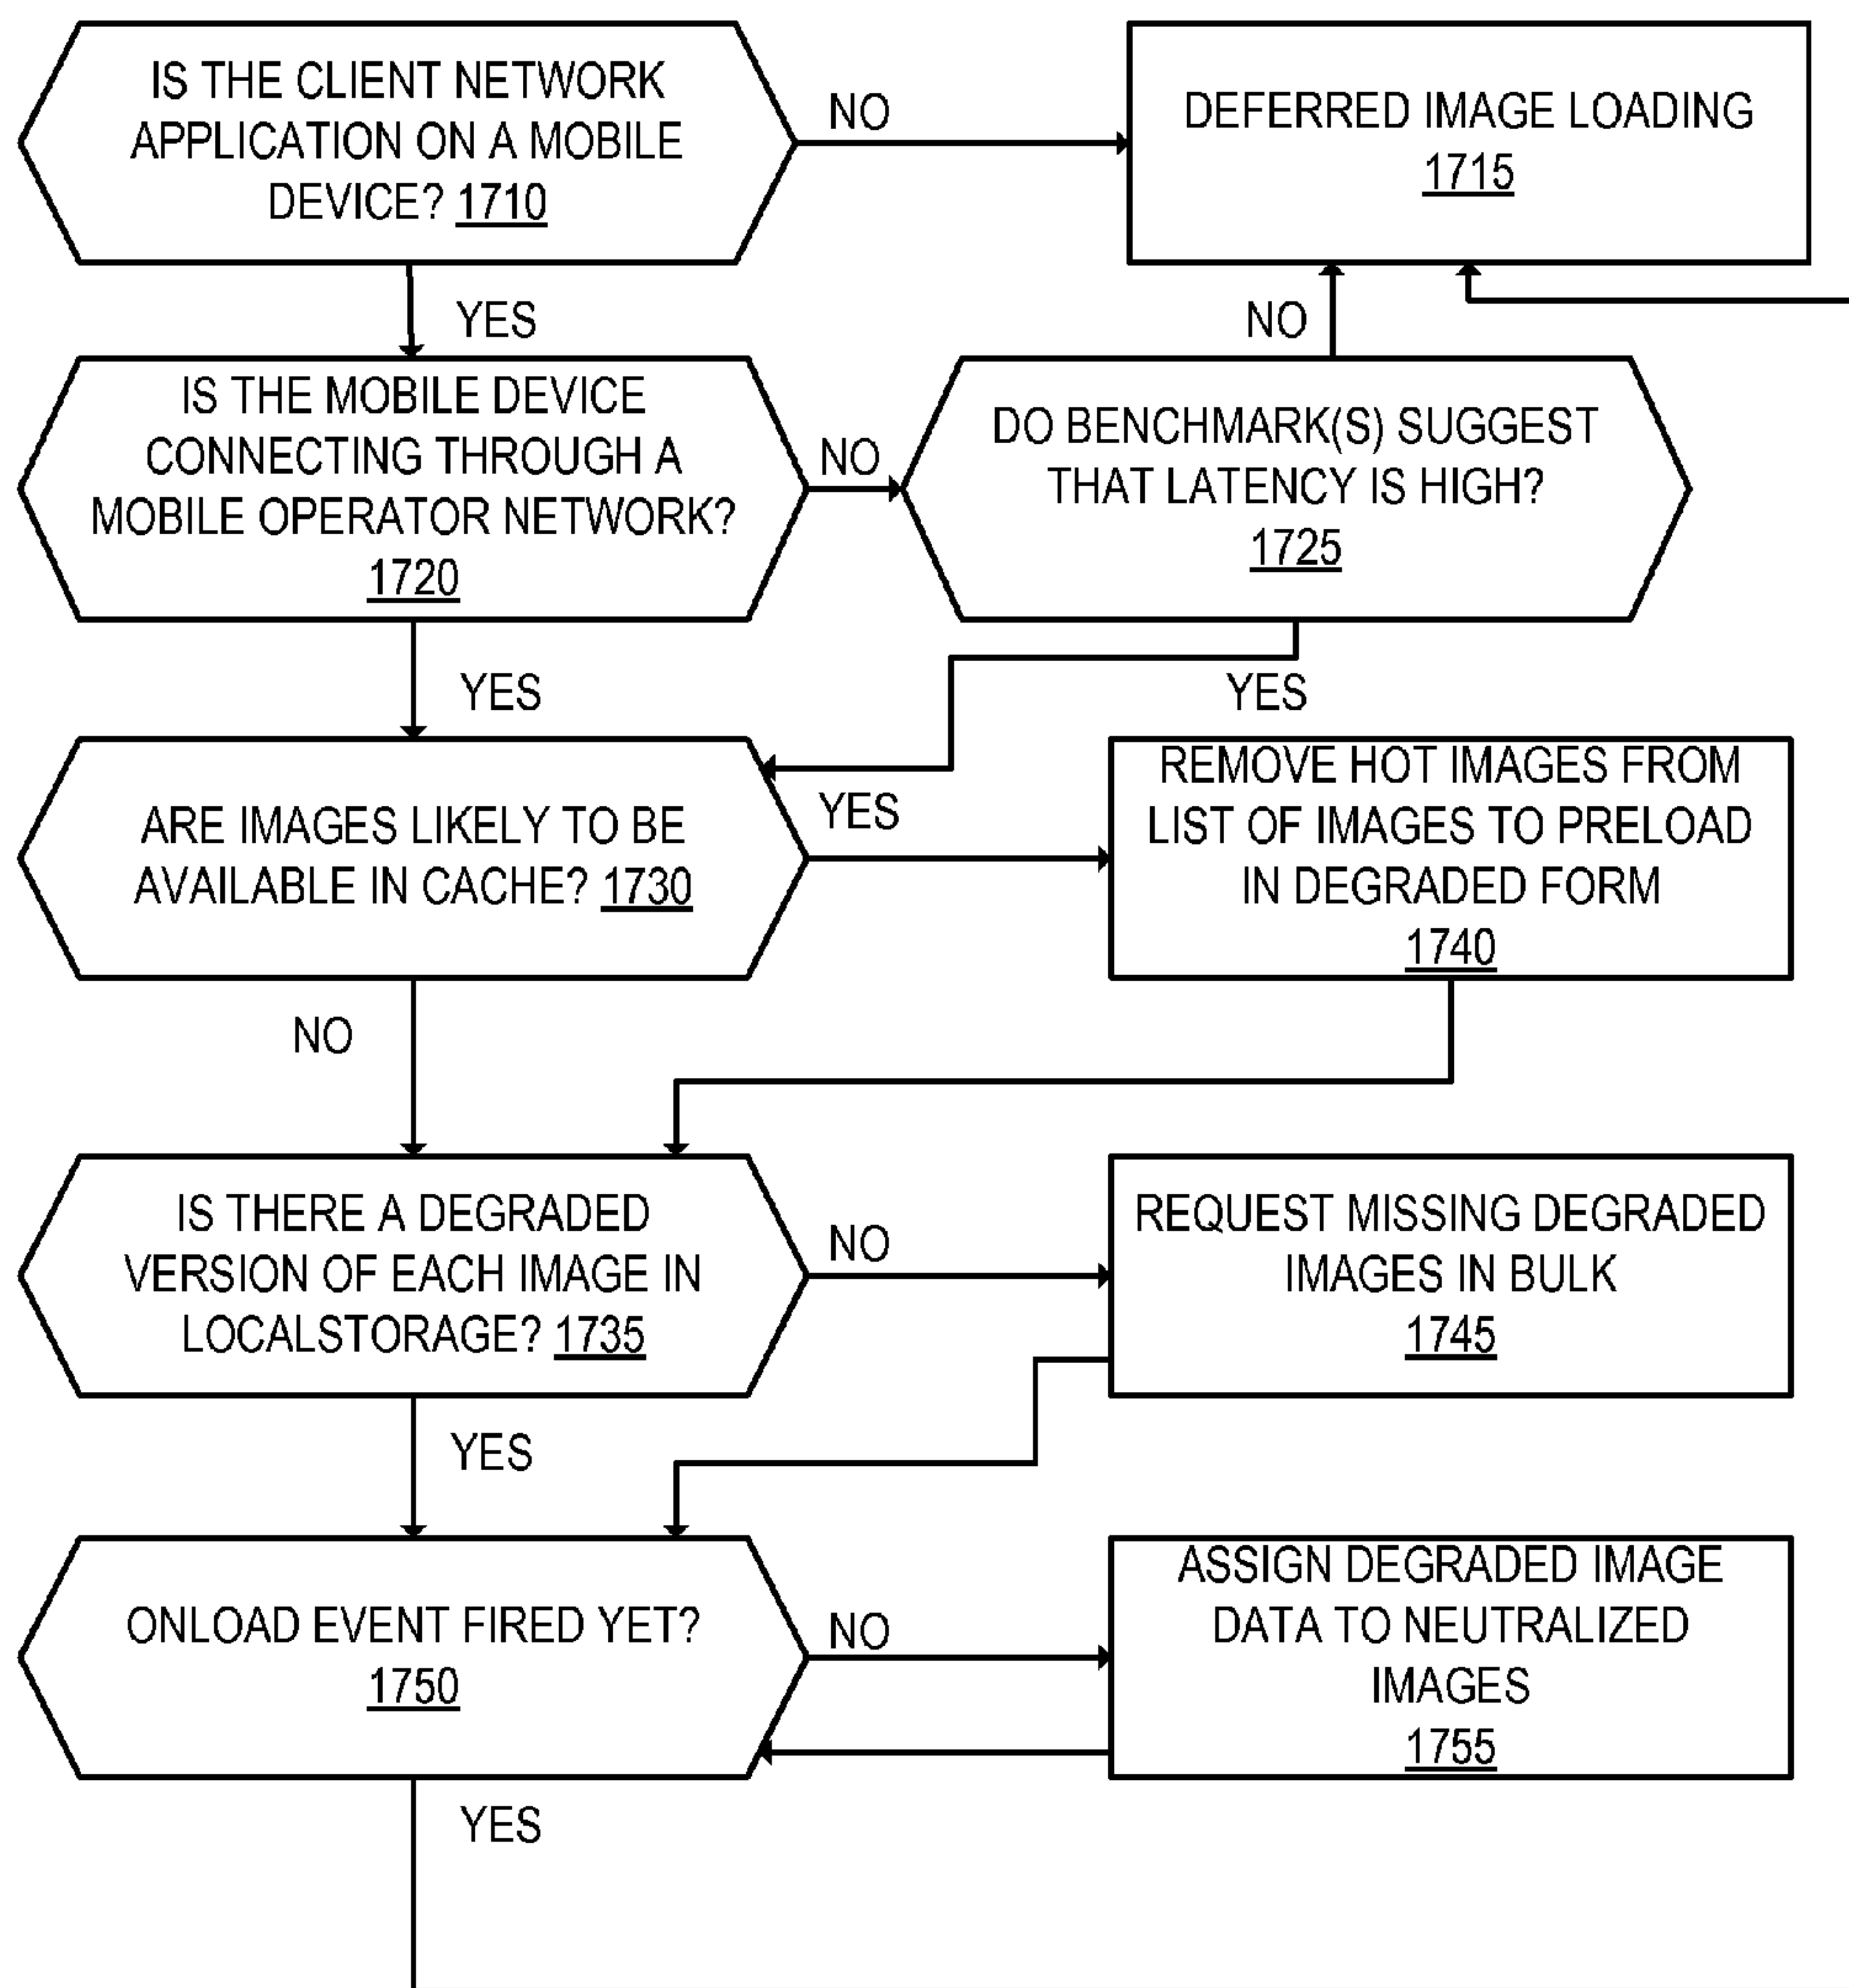 IS THE CLIENT NETWORK
APPLICATION ON A MOBILE
DEVICE? 1710
NO
DEFERRED IMAGE LOADING
1715
YES
NO
IS THE MOBILE DEVICE
CONNECTING THROUGH A
MOBILE OPERATOR NETWORK?
1720
NO
DO BENCHMARK(S) SUGGEST
THAT LATENCY IS HIGH?
1725
YES
YES
ARE IMAGES LIKELY TO BE
AVAILABLE IN CACHE? 1730
YES
REMOVE HOT IMAGES FROM
LIST OF IMAGES TO PRELOAD
IN DEGRADED FORM
1740
NO
IS THERE A DEGRADED
VERSION OF EACH IMAGE IN
LOCALSTORAGE? 1735
NO
REQUEST MISSING DEGRADED
IMAGES IN BULK
1745
YES
ONLOAD EVENT FIRED YET?
1750
NO
ASSIGN DEGRADED IMAGE
DATA TO NEUTRALIZED
IMAGES
1755
YES